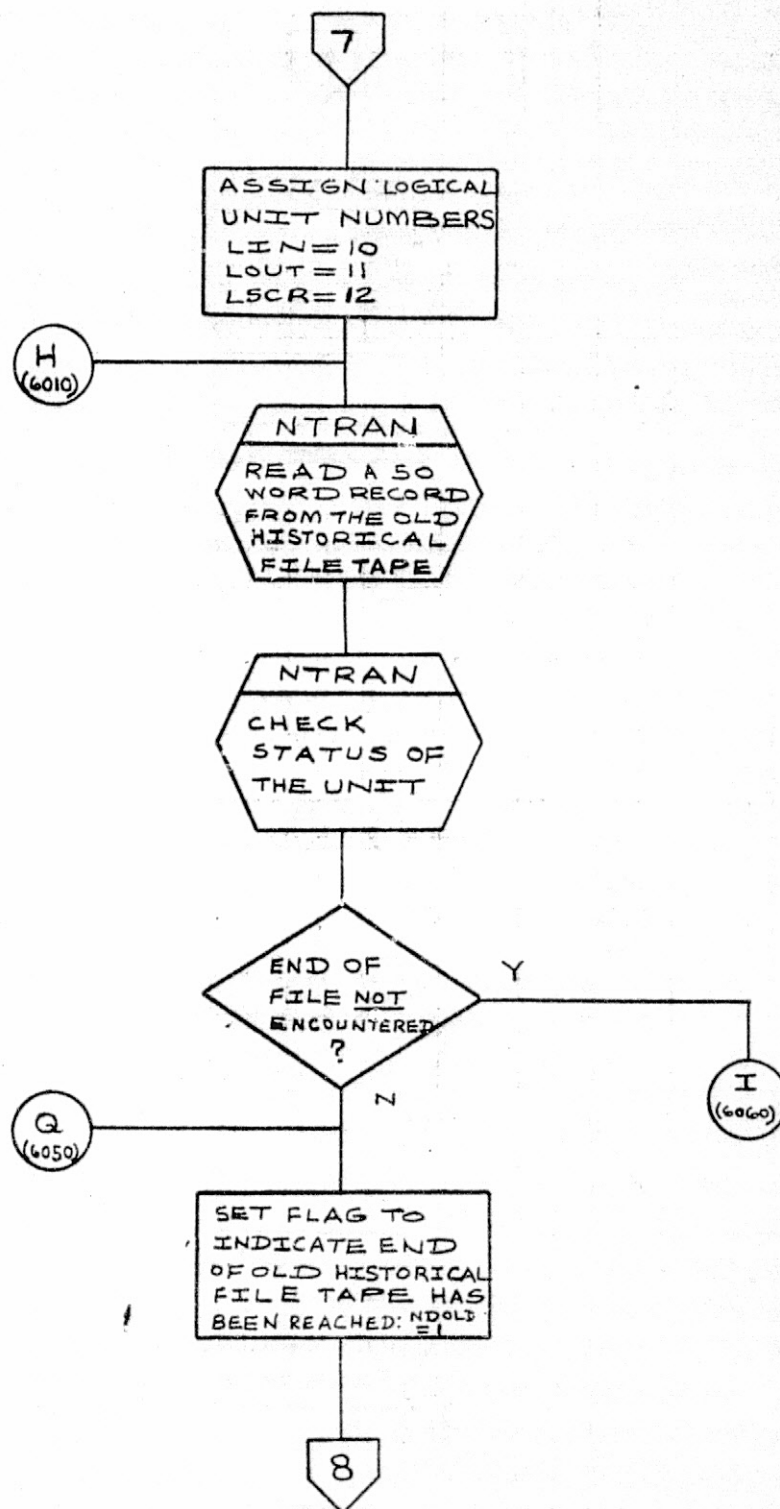 7
ASSIGN LOGICAL
UNIT NUMBERS
LIN=10
LOUT=11
LSCR=12
H
(6010)
NTRAN
READ A 50
WORD RECORD
FROM THE OLD
HISTORICAL
FILE TAPE
NTRAN
CHECK
STATUS OF
THE UNIT
END OF
FILE NOT
ENCOUNTERED
?
Y
I
(6060)
N
Q
(6050)
SET FLAG TO
INDICATE END
OF OLD HISTORICAL
FILE TAPE HAS
BEEN REACHED: NDOLD
=1
8